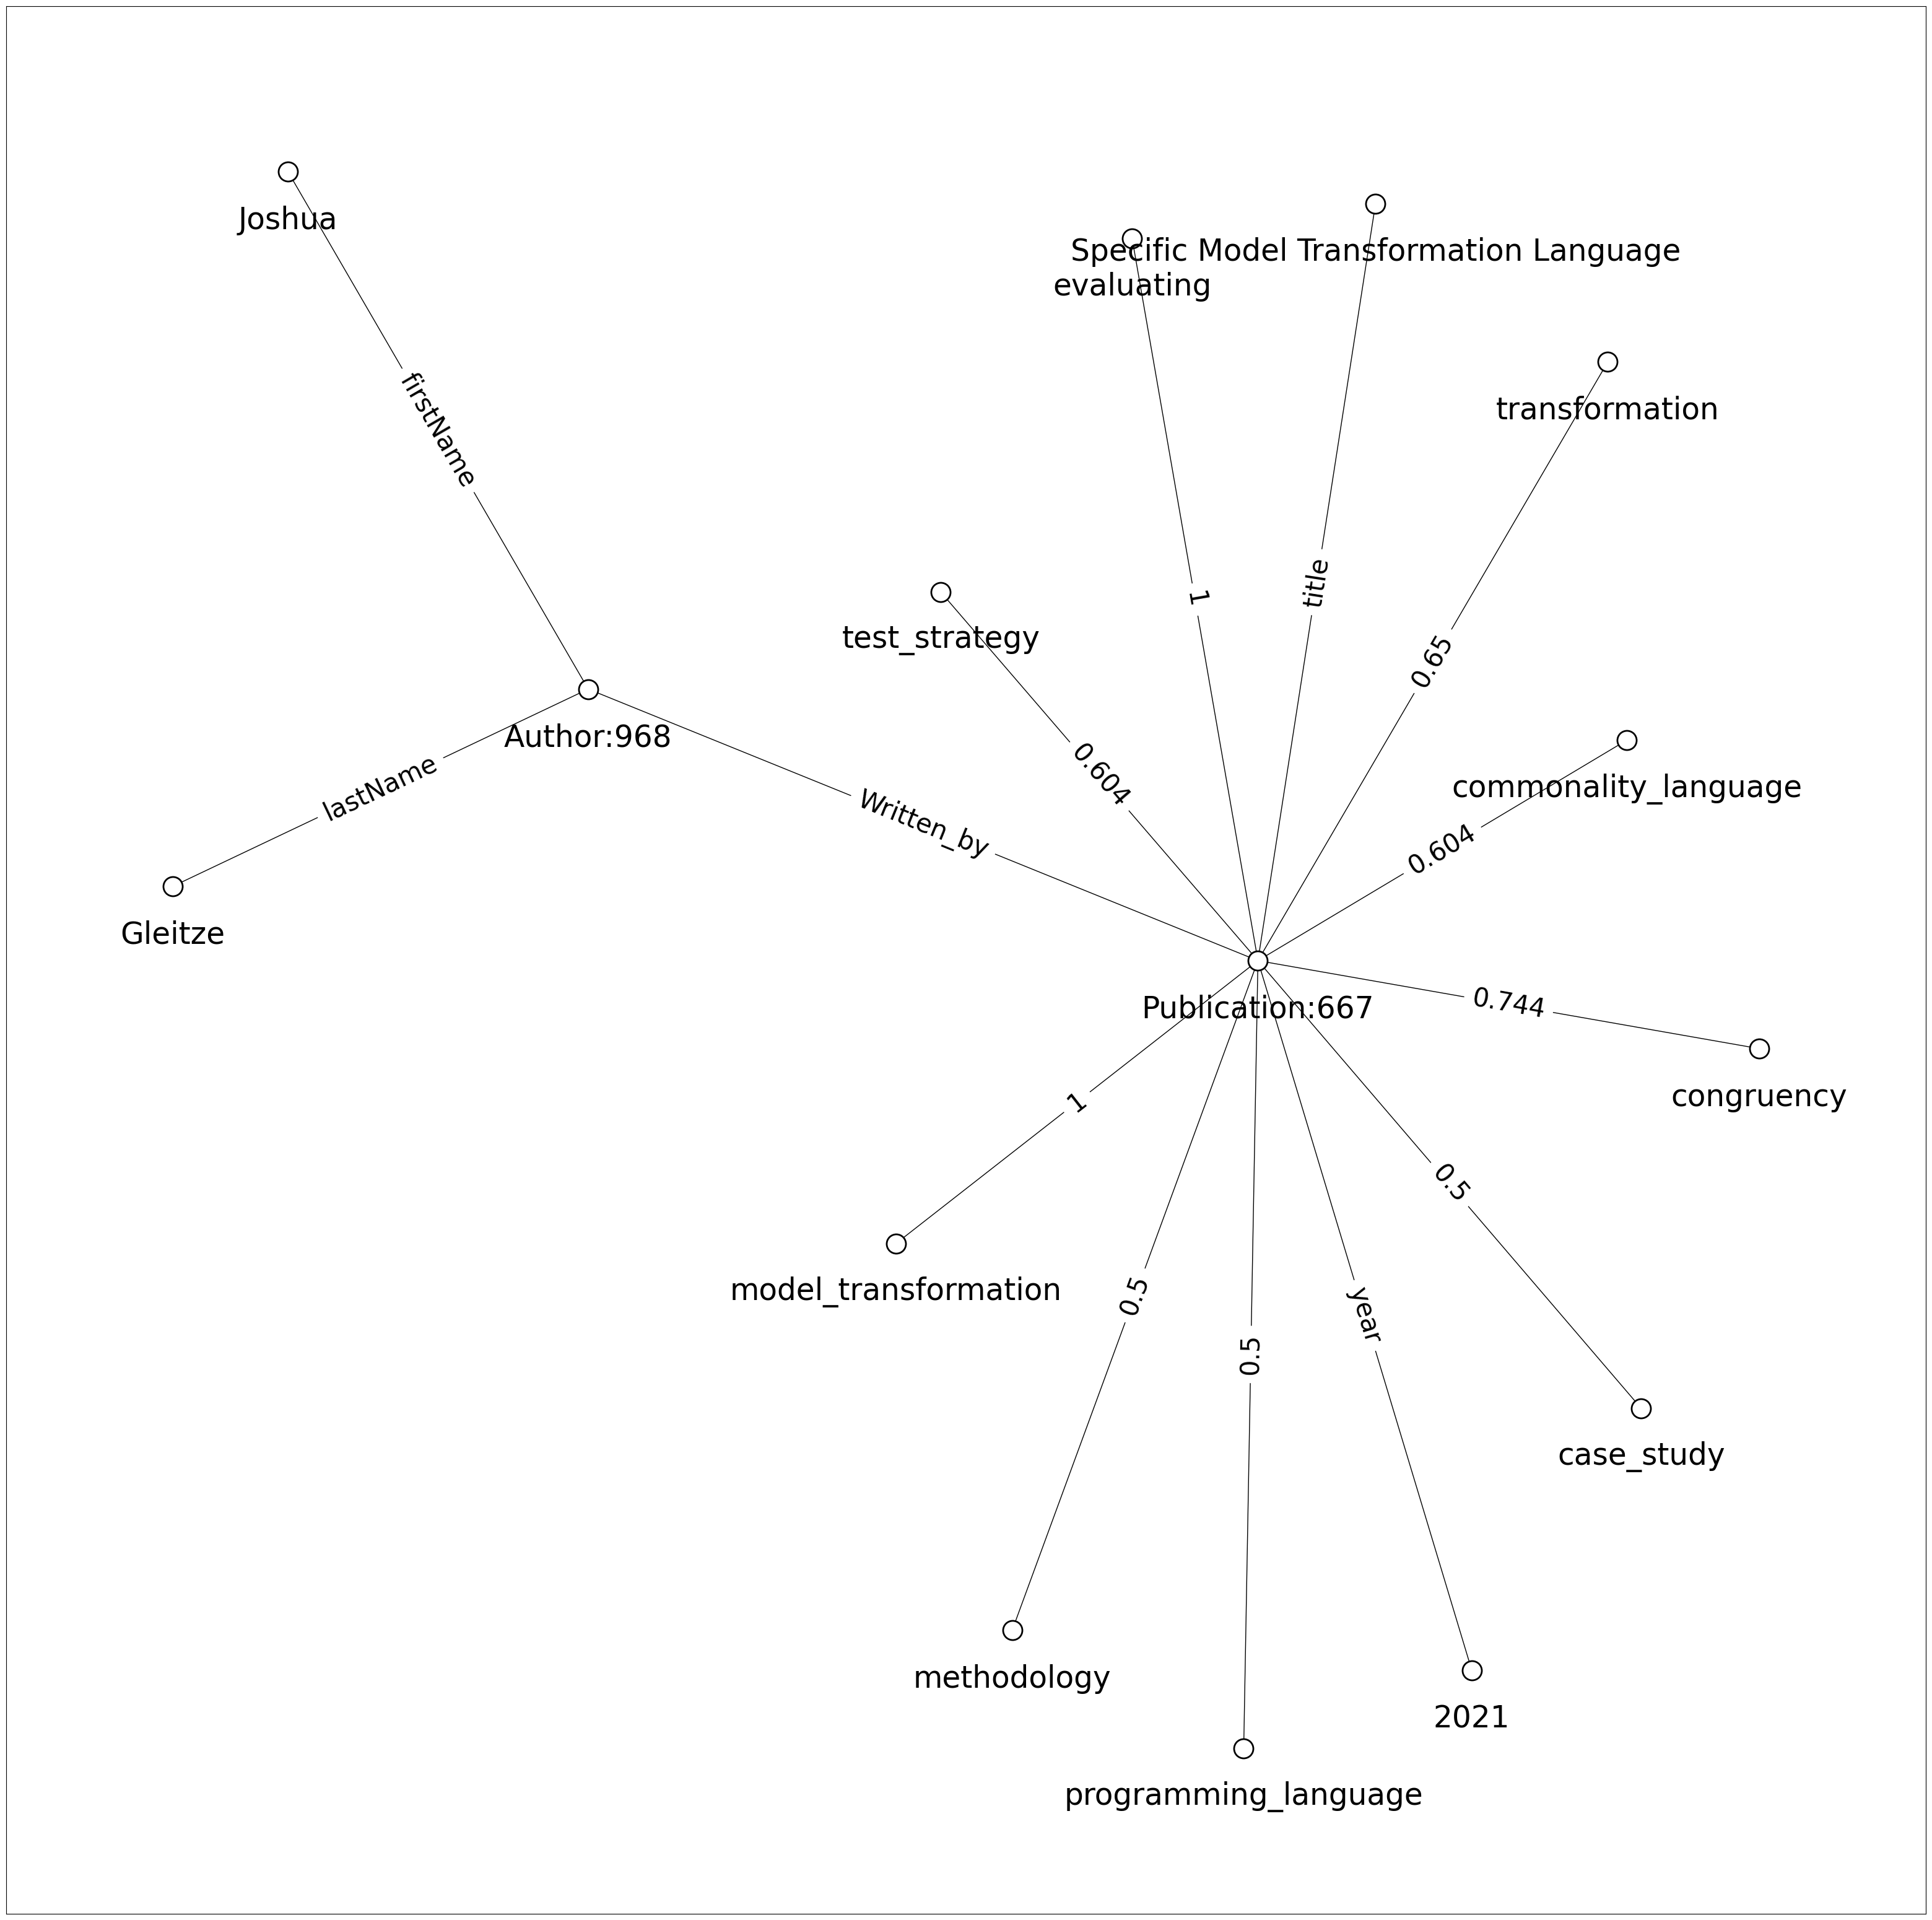 Joshua
Specific Model Transformation Language
evaluating
transformation
firstName
1
title
test_strategy
0.65
Author:968
0.604
commonality_language
lastName
Written_by
0.604
Gleitze
Publication:667
0.744
congruency
1
0.5
model_transformation
0.5
year
0.5
case_study
methodology
2021
programming_language